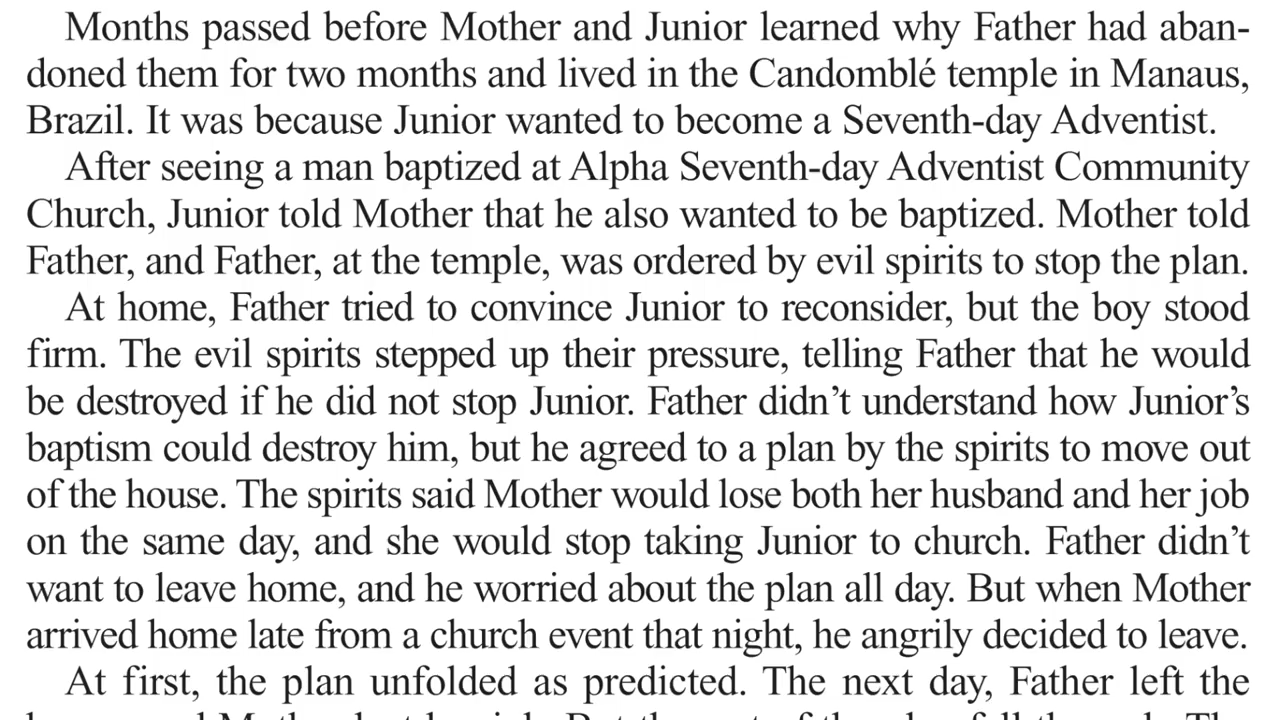 Months passed before Mother and Junior learned why Father had aban-
doned them for two months and lived in the Candomblé temple in Manaus,
Brazil. It was because Junior wanted to become a Seventh-day Adventist.
After seeing a man baptized at Alpha Seventh-day Adventist Community
Church, Junior told Mother that he also wanted to be baptized. Mother told
Father, and Father, at the temple, was ordered by evil spirits to stop the plan.
At home, Father tried to convince Junior to reconsider, but the boy stood
firm. The evil spirits stepped up their pressure, telling Father that he would
be destroyed if he did not stop Junior. Father didn’t understand how Junior’s
baptism could destroy him, but he agreed to a plan by the spirits to move out
of the house. The spirits said Mother would lose both her husband and her job
on the same day, and she would stop taking Junior to church. Father didn’t
want to leave home, and he worried about the plan all day. But when Mother
arrived home late from a church event that night, he angrily decided to leave.
At first, the plan unfolded as predicted. The next day, Father left the